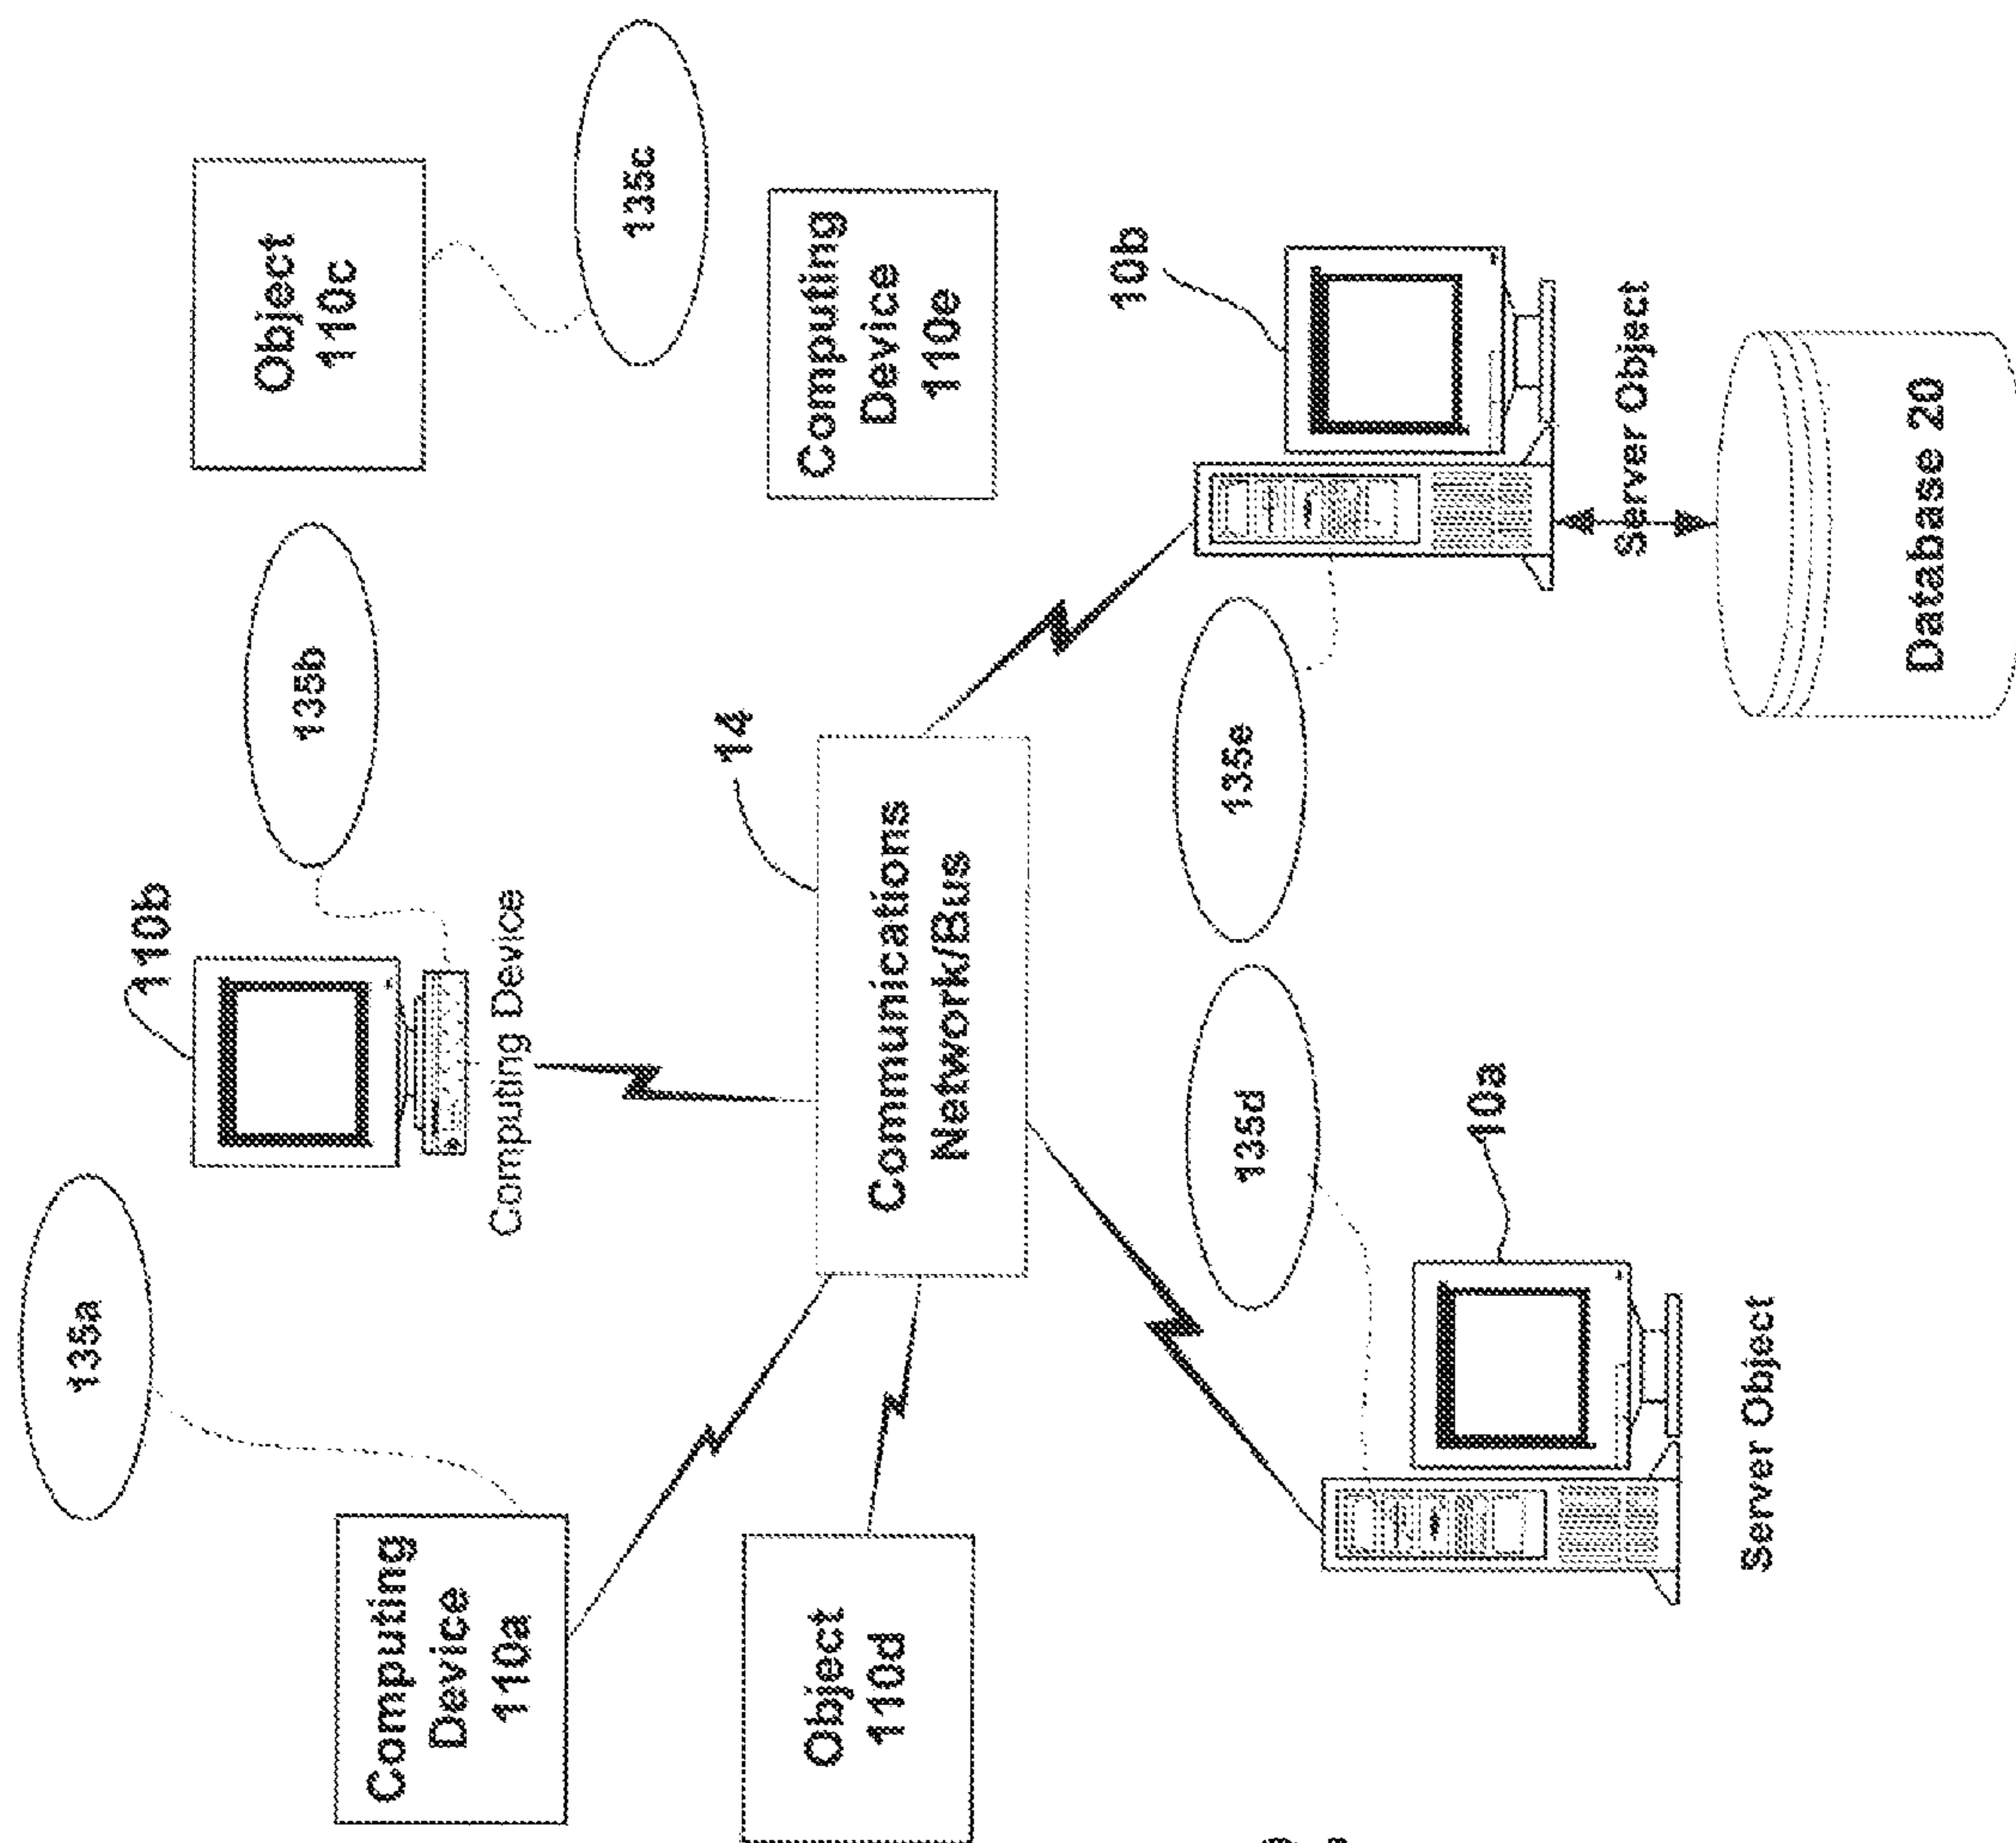 135a
Computing
Device
110a
110b
Computing Device
135b
Object
110c
135c
Object
110d
14
Communications
Network/Bus
Computing
Device
110e
135d
10a
Server Object
135e
10b
Server Object
Database 20